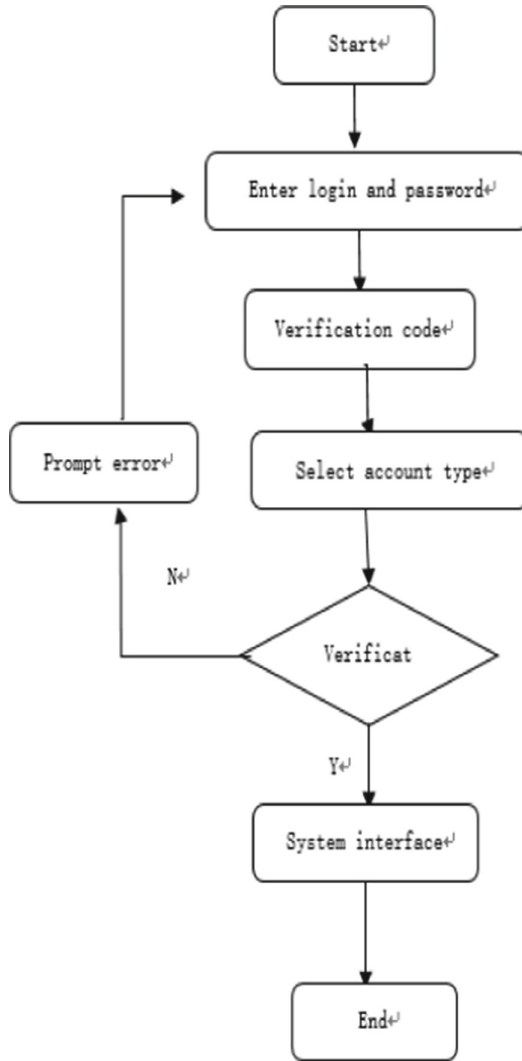 Start↵
Enter login and password↵
Verification code↵
Prompt error↵
Select account type↵
N↵
Verificat
Y↵
System interface↵
End↵